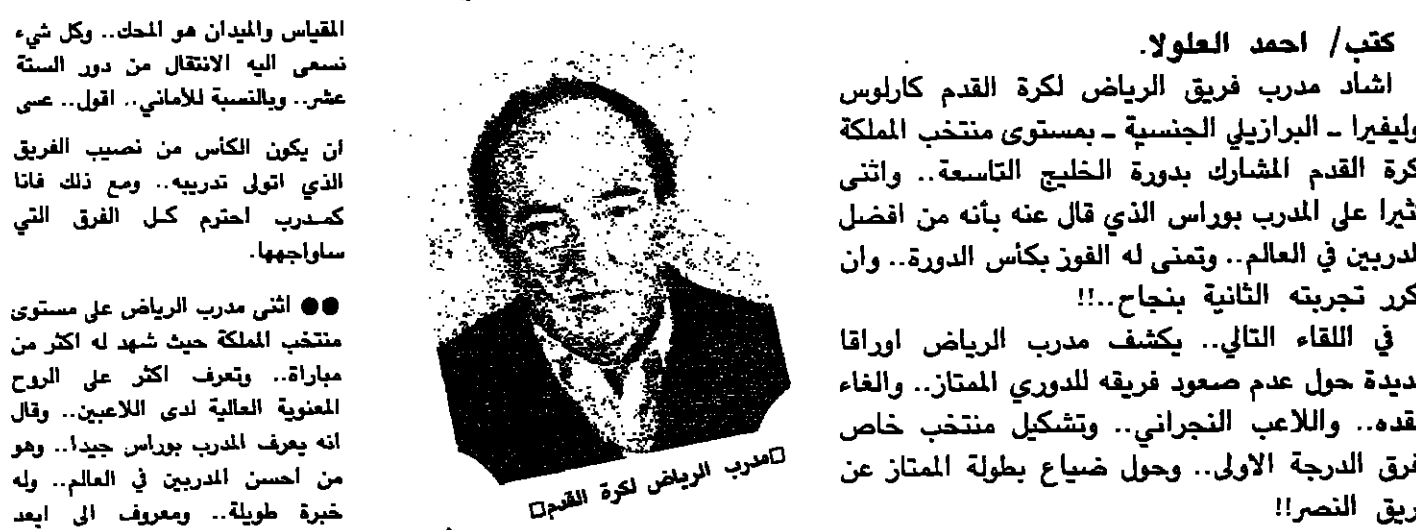 كتب/ احمد العلولا.
اشاد مدرب فريق الرياض لكرة القدم كارلوس
وليفيرا ـ البرازيلي الجنسية ـ بمستوى منتخب المملكة
كرة القدم المشارك بدورة الخليج التاسعة.. واثنى
ثيرا على المدرب بوراس الذي قال عنه بأنه من افضل
لدربين في العالم.. وتمنى له الفوز بكأس الدورة.. وان
كرر تجربته الثانية بنجاح..!!
في اللقاء التالي.. يكشف مدرب الرياض اوراقا
ديدة حول عدم صعود فريقه للدوري الممتاز.. والغاء
قده.. واللاعب النجراني.. وتشكيل منتخب خاص
فرق الدرجة الاولى.. وحول ضياع بطولة الممتاز عن
ريق النصر!!
□مدرب الرياض لكرة القدم□
المقياس والميدان هو المحك.. وكل شيء
نسعى اليه الانتقال من دور الستة
عشر.. وبالنسبة للأماني.. اقول.. عسى
ان يكون الكأس من نصيب الفريق
الذي اتولى تدريبه.. ومع ذلك فانا
كمدرب احترم كل الفرق التي
ساواجهها.
●● اثنى مدرب الرياض على مستوى
منتخب المملكة حيث شهد له اكثر من
مباراة.. وتعرف اكثر على الروح
المعنوية العالية لدى اللاعبين.. وقال
انه يعرف المدرب بوراس جيدا.. وهو
من احسن المدربين في العالم.. وله
خبرة طويلة.. ومعروف الى ابعد